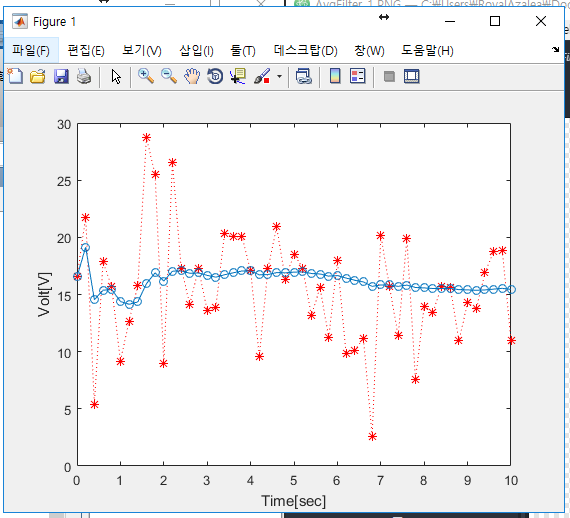 AvgFilter_1.PNG — C:₩Users₩RoyalAzalea₩Doc
Figure 1
파일(F) 편집(E) 보기(V) 삽입(I) 툴(T) 데스크탑(D) 창(W) 도움말(H)
30
25
20
15
10
5
0
Volt[V]
0 1 2 3 4 5 6 7 8 9 10
Time[sec]